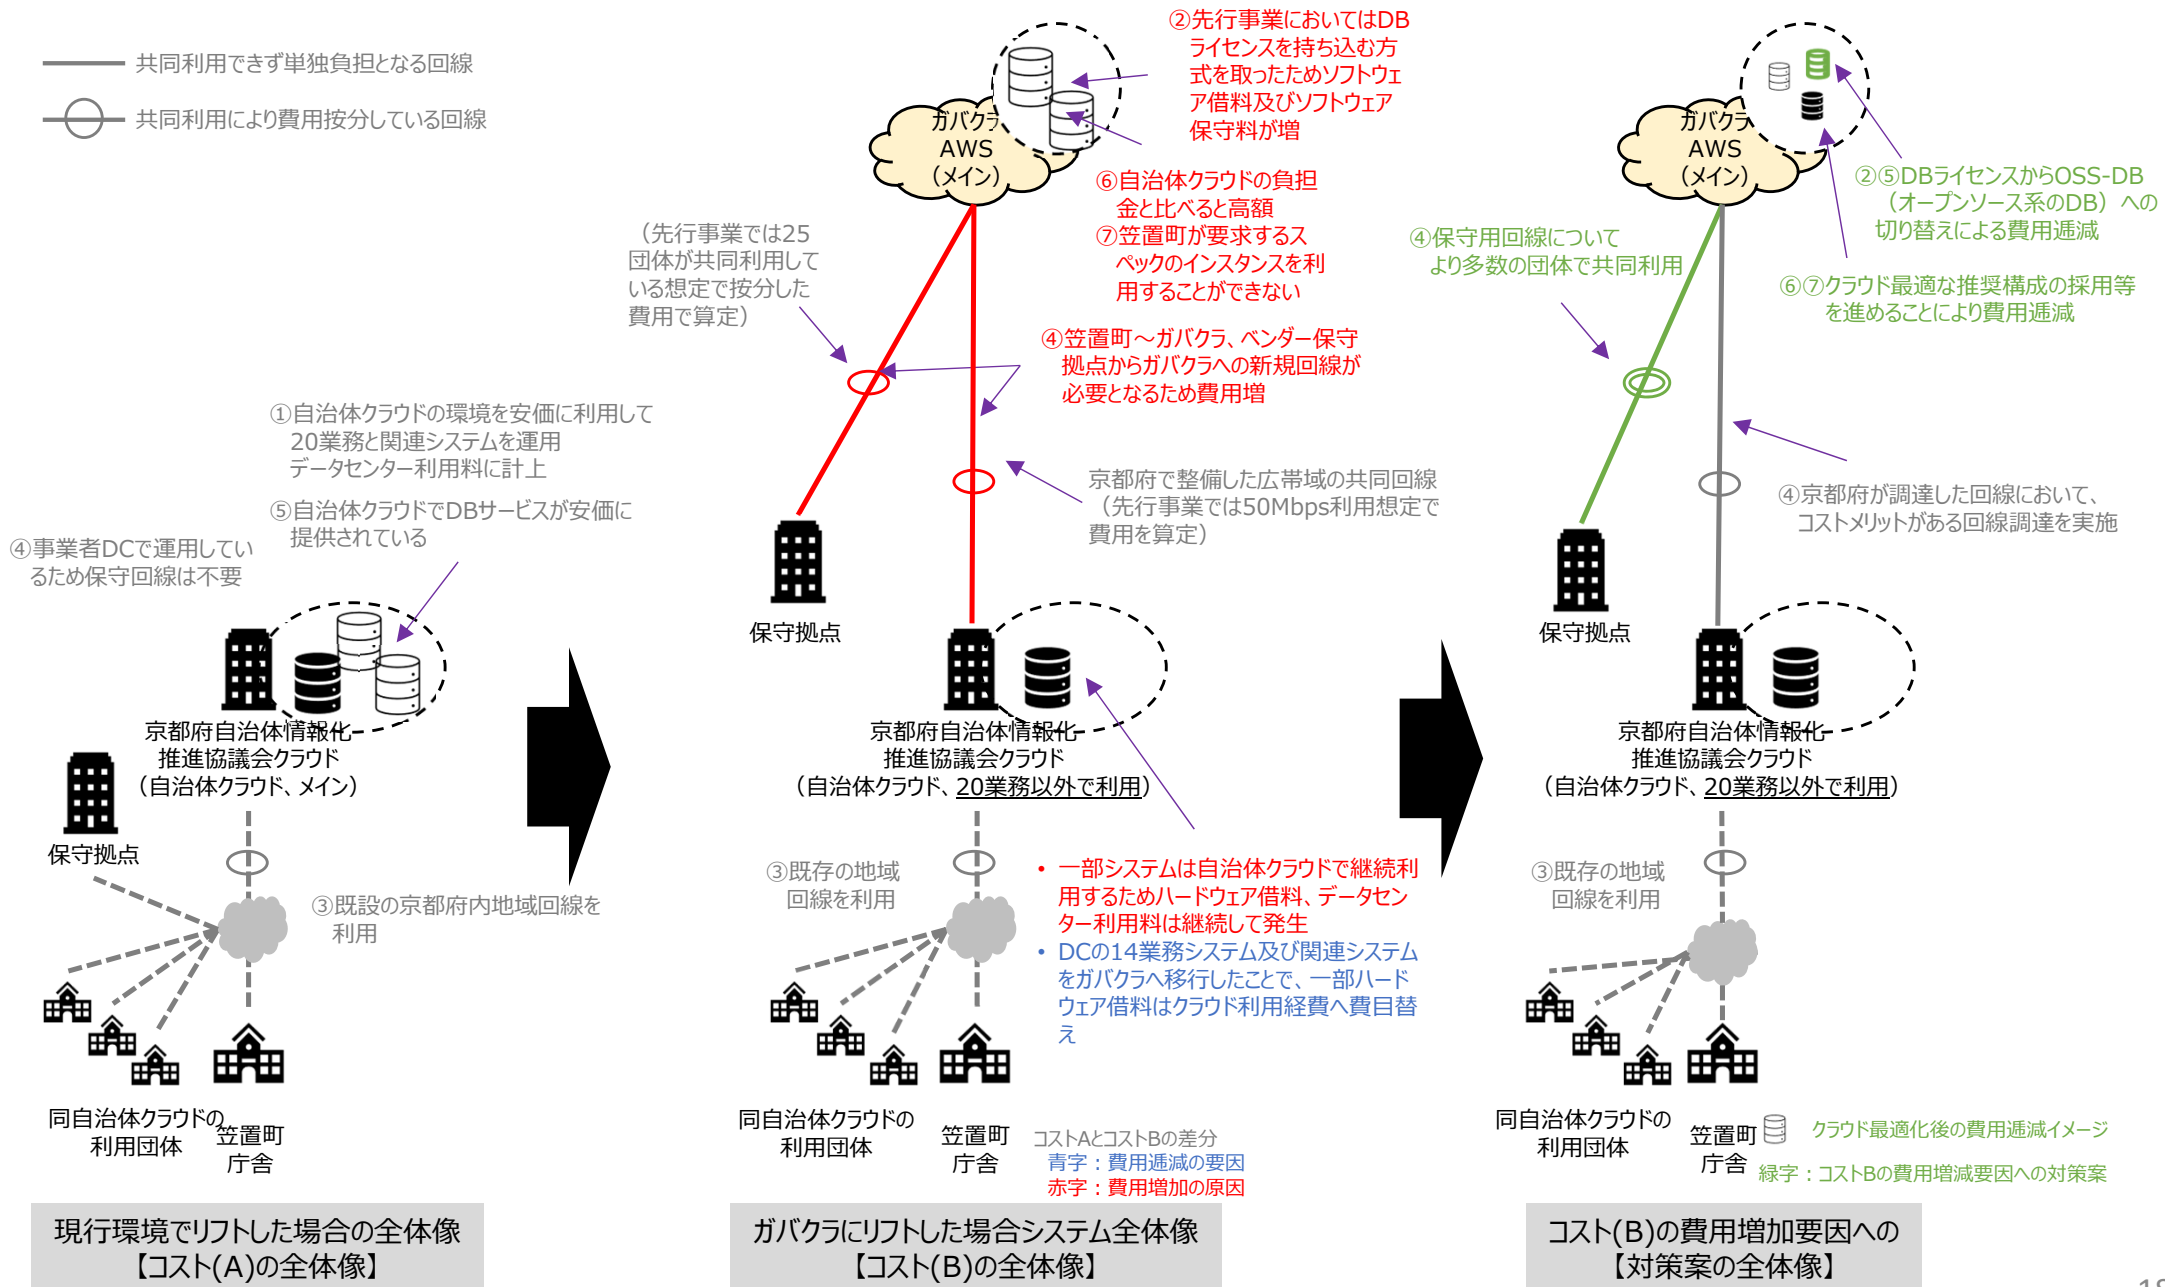 共同利用できず単独負担となる回線
共同利用により費用按分している回線
①自治体クラウドの環境を安価に利用して
20業務と関連システムを運用
データセンター利用料に計上
⑤自治体クラウドでDBサービスが安価に
提供されている
④事業者DCで運用してい
るため保守回線は不要
京都府自治体情報化
推進協議会クラウド
（自治体クラウド、メイン）
保守拠点
③既設の京都府内地域回線を
利用
同自治体クラウドの
利用団体
笠置町
庁舎
現行環境でリフトした場合の全体像
【コスト(A)の全体像】
②先行事業においてはDB
ライセンスを持ち込む方
式を取ったためソフトウェ
ア借料及びソフトウェア
保守料が増
ガバクラ
AWS
（メイン）
⑥自治体クラウドの負担
金と比べると高額
⑦笠置町が要求するス
ペックのインスタンスを利
用することができない
（先行事業では25
団体が共同利用して
いる想定で按分した
費用で算定）
④笠置町～ガバクラ、ベンダー保守
拠点からガバクラへの新規回線が
必要となるため費用増
京都府で整備した広帯域の共同回線
（先行事業では50Mbps利用想定で
費用を算定）
保守拠点
京都府自治体情報化
推進協議会クラウド
（自治体クラウド、20業務以外で利用）
③既存の地域
回線を利用
• 一部システムは自治体クラウドで継続利
用するためハードウェア借料、データセン
ター利用料は継続して発生
• DCの14業務システム及び関連システム
をガバクラへ移行したことで、一部ハード
ウェア借料はクラウド利用経費へ費目替
え
同自治体クラウドの
利用団体
笠置町
庁舎
コストAとコストBの差分
青字：費用逓減の要因
赤字：費用増加の原因
ガバクラにリフトした場合システム全体像
【コスト(B)の全体像】
ガバクラ
AWS
（メイン）
②⑤DBライセンスからOSS-DB
（オープンソース系のDB）への
切り替えによる費用逓減
④保守用回線について
より多数の団体で共同利用
⑥⑦クラウド最適な推奨構成の採用等
を進めることにより費用逓減
④京都府が調達した回線において、
コストメリットがある回線調達を実施
保守拠点
京都府自治体情報化
推進協議会クラウド
（自治体クラウド、20業務以外で利用）
③既存の地域
回線を利用
同自治体クラウドの
利用団体
笠置町
庁舎
クラウド最適化後の費用逓減イメージ
緑字：コストBの費用増減要因への対策案
コスト(B)の費用増加要因への
【対策案の全体像】